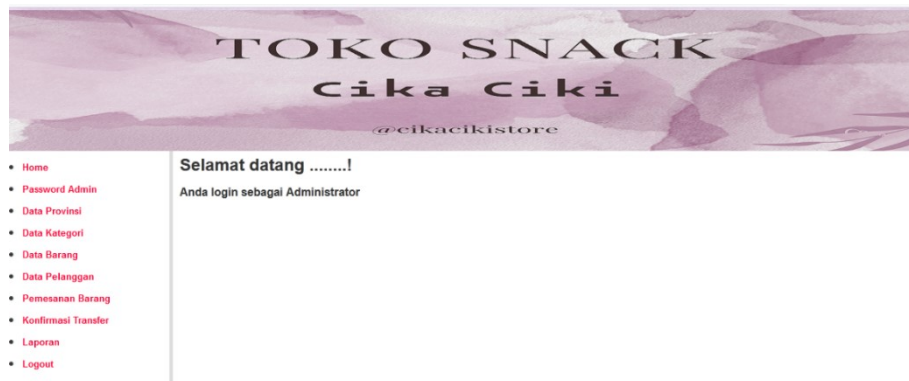 TOKO SNACK
Cika Ciki
@cikacikistore
Home
Password Admin
Data Provinsi
Data Kategori
Data Barang
Data Pelanggan
Pemesanan Barang
Konfirmasi Transfer
Laporan
Logout
Selamat datang ........!
Anda login sebagai Administrator